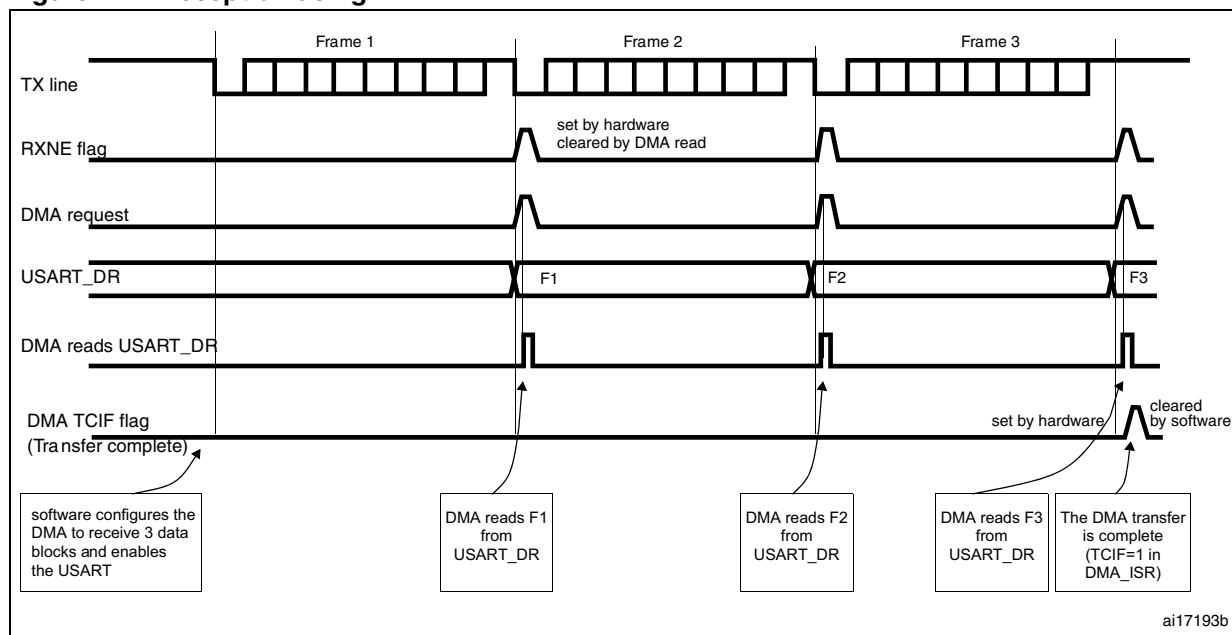 Frame 1
Frame 2
Frame 3
TX line
set by hardware
cleared by DMA read
RXNE flag
DMA request
USART_DR
F1
F2
F3
DMA reads USART_DR
DMA TCIF flag
(Transfer complete)
set by hardware
cleared
by software
software configures the
DMA to receive 3 data
blocks and enables
the USART
DMA reads F1
from
USART_DR
DMA reads F2
from
USART_DR
DMA reads F3
from
USART_DR
The DMA transfer
is complete
(TCIF=1 in
DMA_ISR)
ai17193b